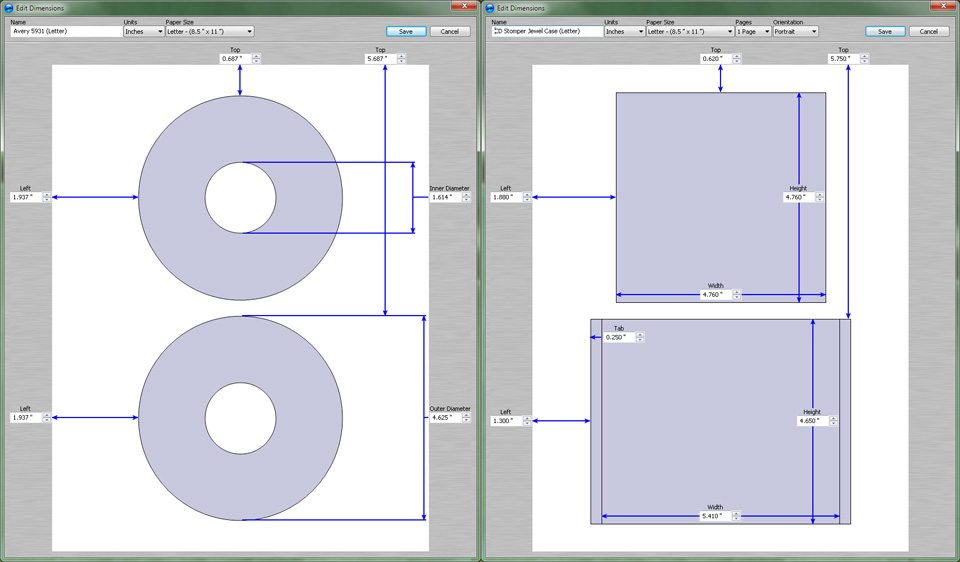 Edit Dimensions
Name Units Paper Size
Avery 5931 (Letter) Inches Letter - (8.5 " x 11 ") Save Cancel
Top Top
0.687 " 5.687 "
Left Inner Diameter
1.937 " 1.614 "
Left Outer Diameter
1.937 " 4.625 "
Edit Dimensions
Name Units Paper Size Pages Orientation
CD Stomper Jewel Case (Letter) Inches Letter - (8.5 " x 11 ") 1 Page Portrait Save Cancel
Top Top
0.620 " 5.750 "
Left Height
1.880 " 4.760 "
Width
4.760 "
Tab
0.250 "
Left Height
1.300 " 4.650 "
Width
5.410 "